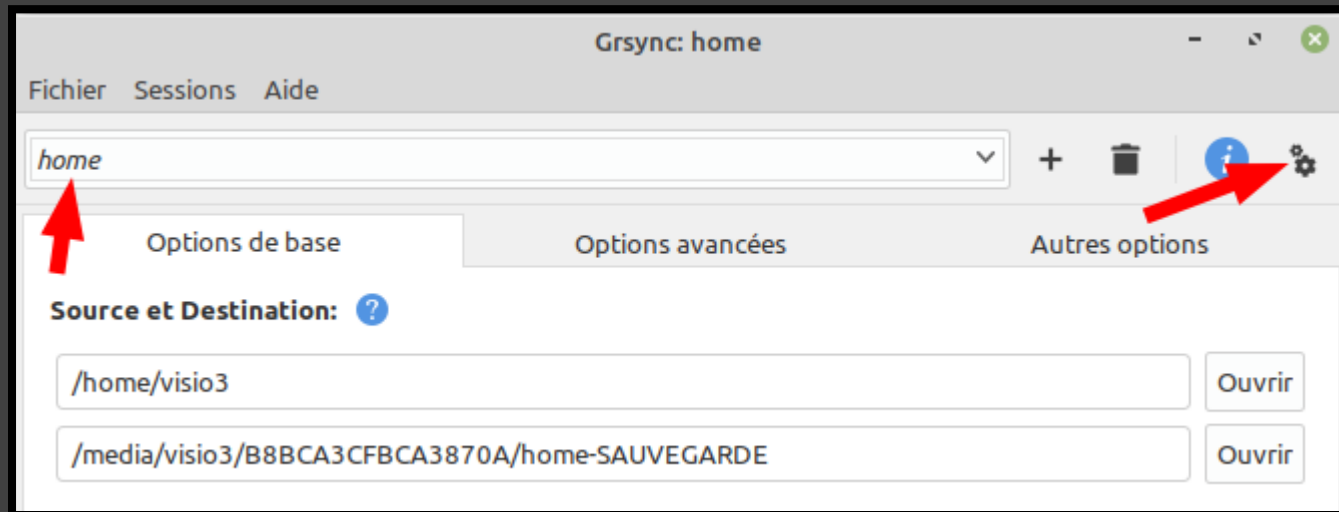 Grsync: home
Fichier Sessions Aide
home
Options de base Options avancées Autres options
Source et Destination: ?
/home/visio3 Ouvrir
/media/visio3/B8BCA3CFBCA3870A/home-SAUVEGARDE Ouvrir